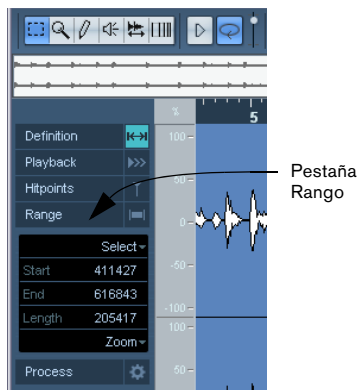 %
5
Definition
100
Playback
Hitpoints
50
Pestaña
Rango
Range
0
Select
Start 411427
-50
End 616843
Length 205417
-100
100
Zoom
Process
50